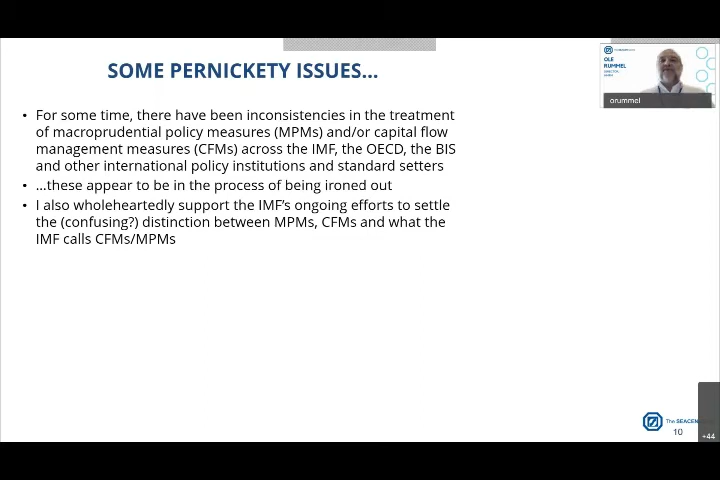 SOME PERNICKETY ISSUES...
• For some time, there have been inconsistencies in the treatment
of macroprudential policy measures (MPMs) and/or capital flow
management measures (CFMs) across the IMF, the OECD, the BIS
and other international policy institutions and standard setters
• ...these appear to be in the process of being ironed out
• I also wholeheartedly support the IMF's ongoing efforts to settle
the (confusing?) distinction between MPMs, CFMs and what the
IMF calls CFMs/MPMs
OLE
RUMMEL
orummel
The SEACEN
10
+44